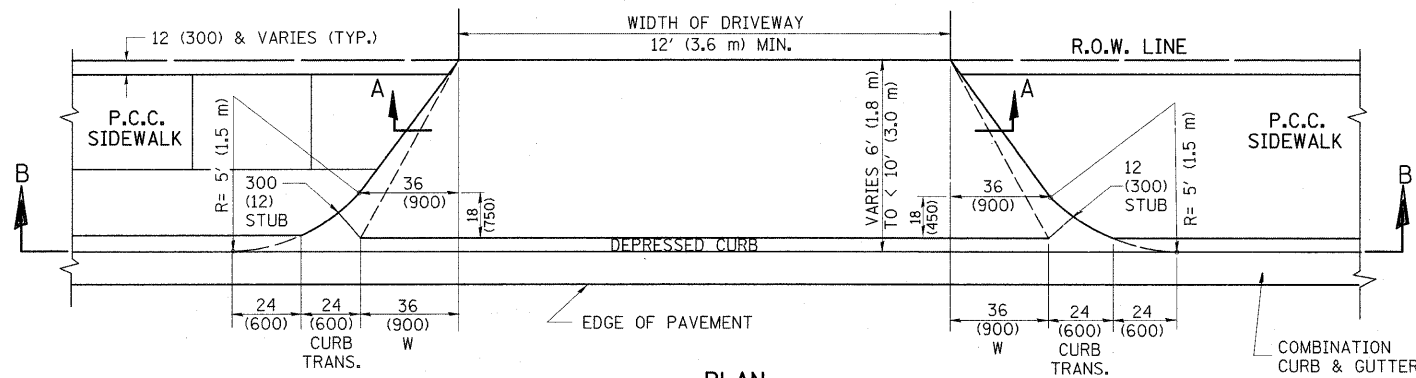 WIDTH OF DRIVEWAY
12' (3.6 m) MIN.
12 (300) & VARIES (TYP.)
R.O.W. LINE
A
A
P.C.C.
SIDEWALK
P.C.C.
SIDEWALK
R= 5' (1.5 m)
VARIES 6' (1.8 m)
TO < 10' (3.0 m)
R= 5' (1.5 m)
B
B
300
(12)
STUB
36
(900)
18
(750)
36
(900)
18
(450)
12
(300)
STUB
DEPRESSED CURB
24
(600)
24
(600)
CURB
TRANS.
36
(900)
W
EDGE OF PAVEMENT
36
(900)
W
24
(600)
CURB
TRANS.
24
(600)
COMBINATION
CURB & GUTTER
PLAN